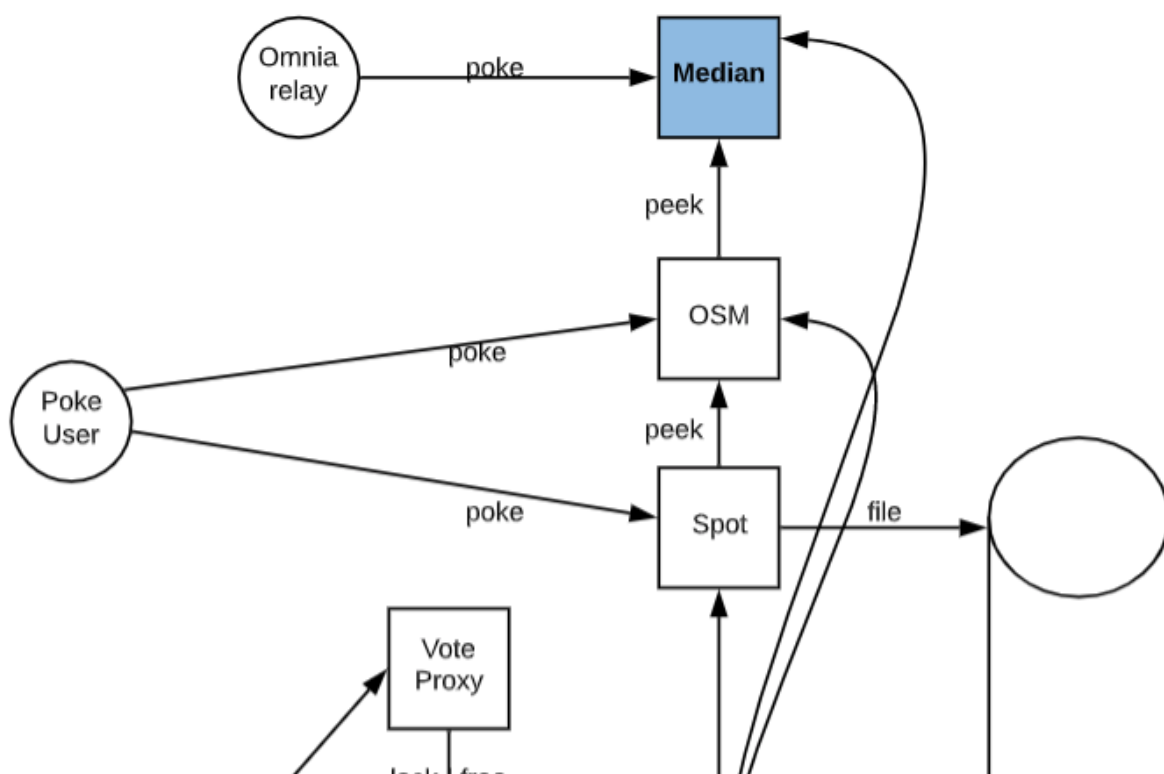 Omnia
relay
poke
Median
peek
OSM
poke
Poke
User
peek
poke
Spot
file
Vote
Proxy